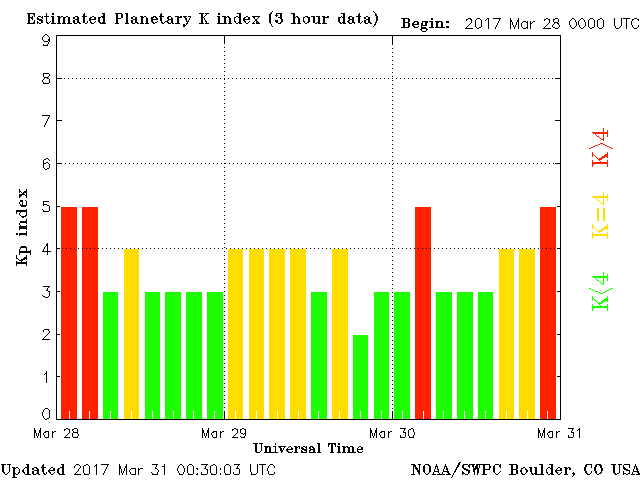 Estimated Planetary K index (3 hour data)
Begin: 2017 Mar 28 0000 UTC
9
8
7
6
5
4
3
2
1
0
Kp index
K>4
K=4
K<4
Mar 28
Mar 29
Mar 30
Mar 31
Universal Time
Updated 2017 Mar 31 00:30:03 UTC
NOAA/SWPC Boulder, CO USA